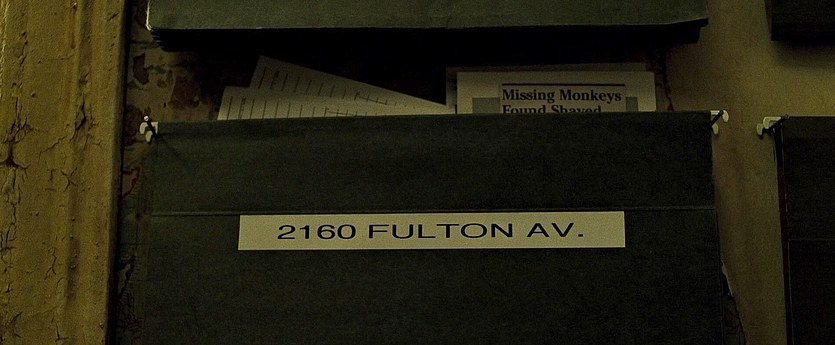 Missing Monkeys
Found Shaved
2160 FULTON AV.